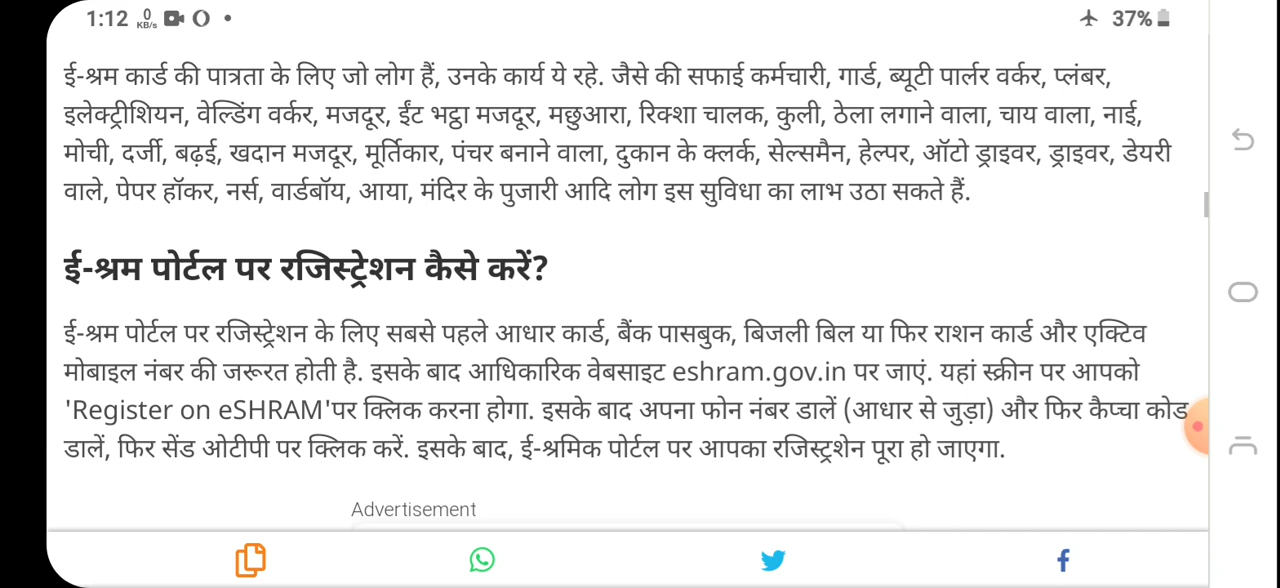 1:12 0 KB/s 37%
ई-श्रम कार्ड की पात्रता के लिए जो लोग हैं, उनके कार्य ये रहे. जैसे की सफाई कर्मचारी, गार्ड, ब्यूटी पार्लर वर्कर, प्लंबर,
इलेक्ट्रीशियन, वेल्डिंग वर्कर, मजदूर, ईंट भट्ठा मजदूर, मछुआरा, रिक्शा चालक, कुली, ठेला लगाने वाला, चाय वाला, नाई,
मोची, दर्जी, बढ़ई, खदान मजदूर, मूर्तिकार, पंचर बनाने वाला, दुकान के क्लर्क, सेल्समैन, हेल्पर, ऑटो ड्राइवर, ड्राइवर, डेयरी
वाले, पेपर हॉकर, नर्स, वार्डबॉय, आया, मंदिर के पुजारी आदि लोग इस सुविधा का लाभ उठा सकते हैं.
ई-श्रम पोर्टल पर रजिस्ट्रेशन कैसे करें?
ई-श्रम पोर्टल पर रजिस्ट्रेशन के लिए सबसे पहले आधार कार्ड, बैंक पासबुक, बिजली बिल या फिर राशन कार्ड और एक्टिव
मोबाइल नंबर की जरूरत होती है. इसके बाद आधिकारिक वेबसाइट eshram.gov.in पर जाएं. यहां स्क्रीन पर आपको
'Register on eSHRAM'पर क्लिक करना होगा. इसके बाद अपना फोन नंबर डालें (आधार से जुड़ा) और फिर कैप्चा कोड
डालें, फिर सेंड ओटीपी पर क्लिक करें. इसके बाद, ई-श्रमिक पोर्टल पर आपका रजिस्ट्रशेन पूरा हो जाएगा.
Advertisement